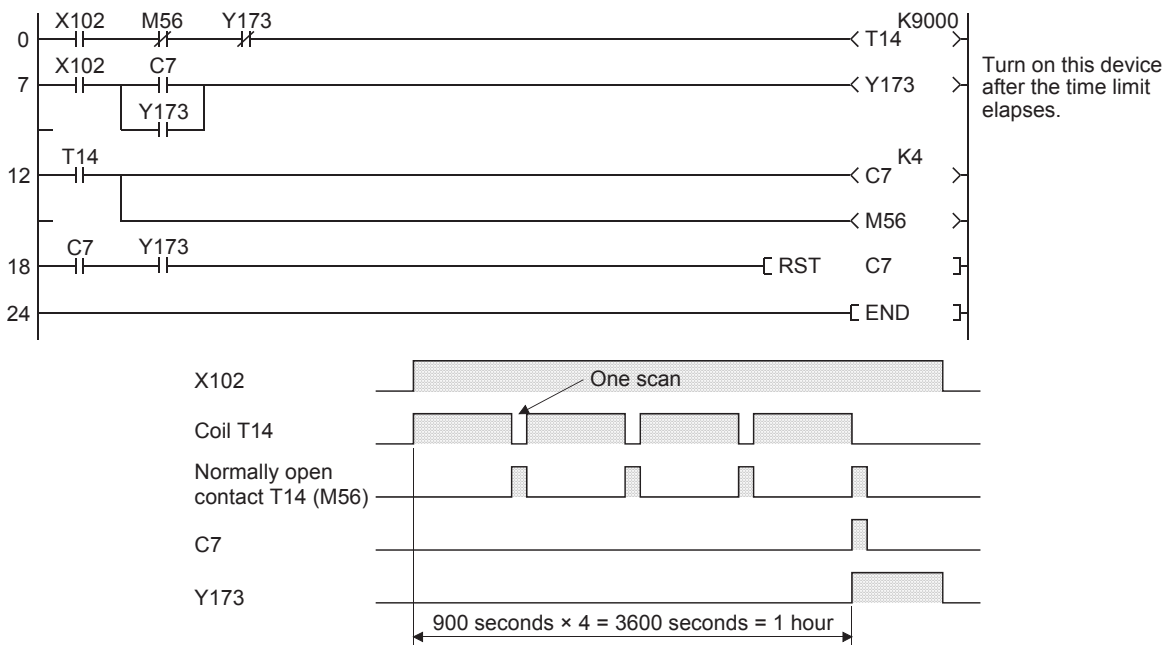 X102 M56 Y173 K9000
0 T14
X102 C7
7 Y173
Turn on this device
after the time limit
elapses.
Y173
T14 K4
12 C7
M56
C7 Y173
18 RST C7
24 END
X102
One scan
Coil T14
Normally open
contact T14 (M56)
C7
Y173
900 seconds × 4 = 3600 seconds = 1 hour